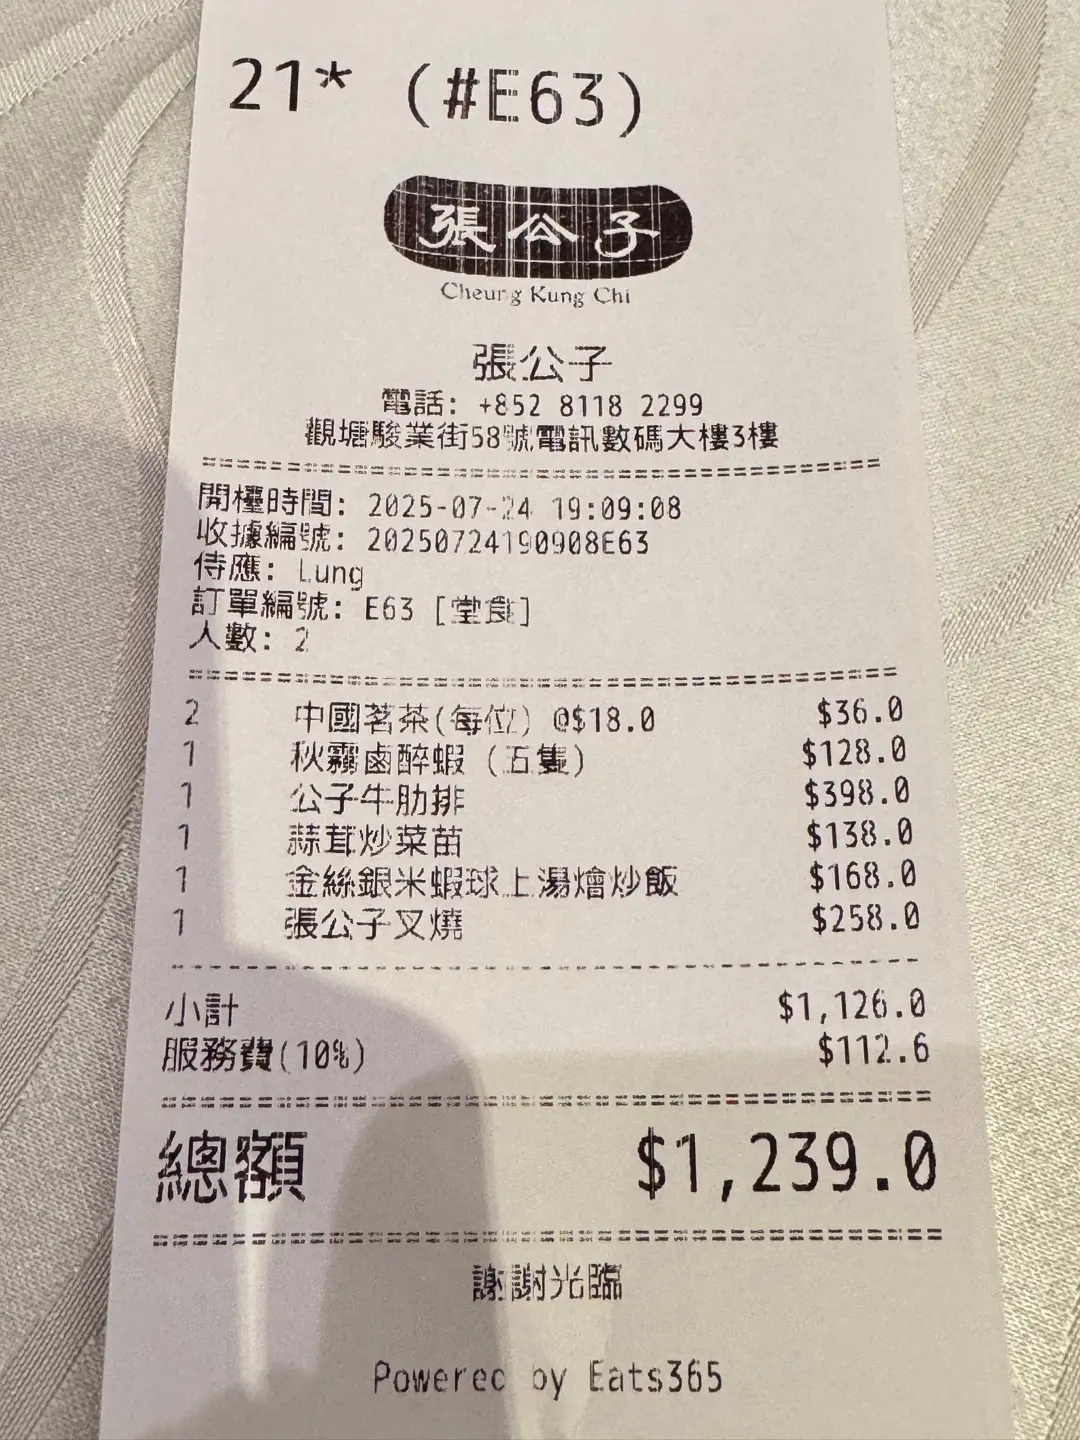 21* (#E63)
張公子
Cheung Kung Chi
張公子
電話: +852 8118 2299
觀塘駿業街58號電訊數碼大樓3樓
開檯時間: 2025-07-24 19:09:08
收據編號: 20250724190908E63
侍應: Lung
訂單編號: E63 [堂食]
人數: 2
2 中國茗茶(每位) @$18.0 $36.0
1 秋霧鹵醉蝦 (五隻) $128.0
1 公子牛肋排 $398.0
1 蒜茸炒菜苗 $138.0
1 金絲銀米蝦球上湯燴炒飯 $168.0
1 張公子叉燒 $258.0
小計 $1,126.0
服務費(10%) $112.6
總額 $1,239.0
謝謝光臨
Powered by Eats365